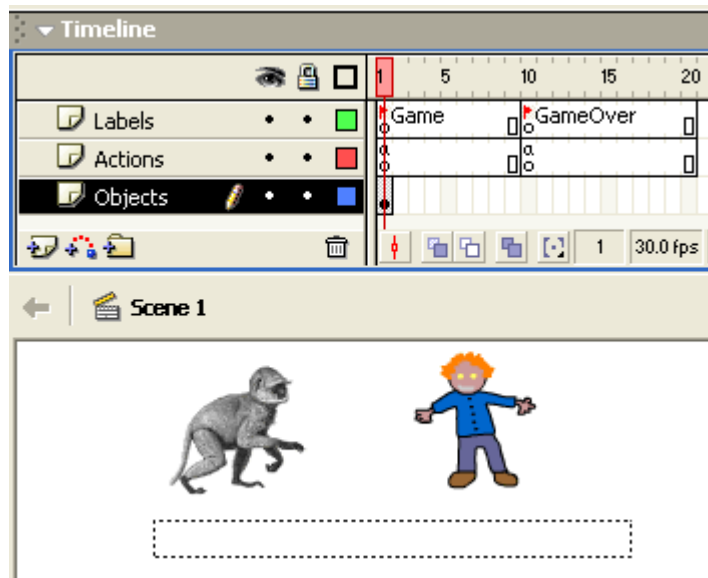 Timeline
1 5 10 15 20
Labels Game GameOver
Actions a a
Objects
1 30.0 fps
Scene 1